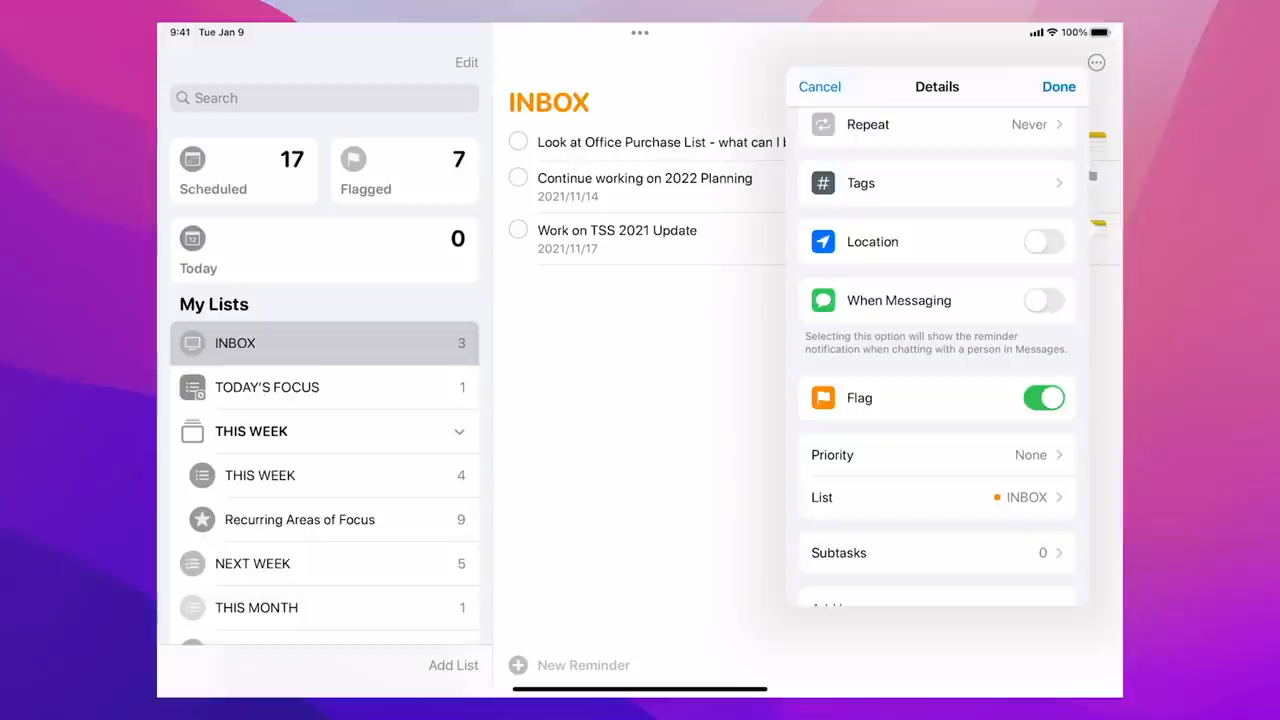 9:41 Tue Jan 9
100%
Edit
Search
17
Scheduled
7
Flagged
12
0
Today
My Lists
INBOX 3
TODAY'S FOCUS 1
THIS WEEK
THIS WEEK 4
Recurring Areas of Focus 9
NEXT WEEK 5
THIS MONTH 1
Add List
INBOX
Look at Office Purchase List - what can I
Continue working on 2022 Planning
2021/11/14
Work on TSS 2021 Update
2021/11/17
New Reminder
Cancel Details Done
Repeat Never
# Tags
Location
When Messaging
Selecting this option will show the reminder
notification when chatting with a person in Messages.
Flag
Priority None
List INBOX
Subtasks 0